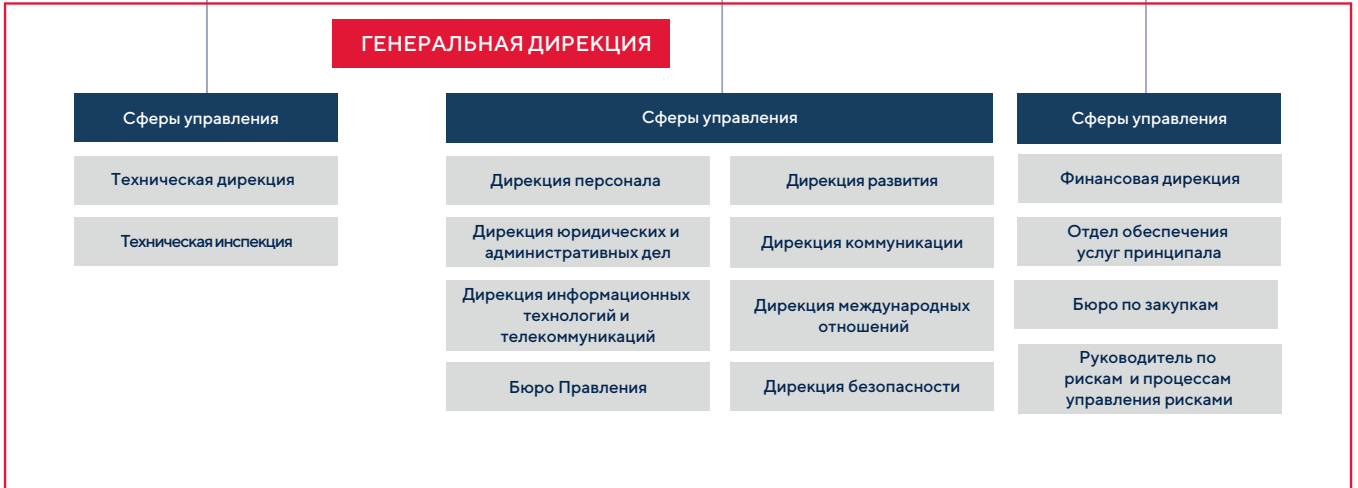 ГЕНЕРАЛЬНАЯ ДИРЕКЦИЯ
Сферы управления
Техническая дирекция
Техническая инспекция
Сферы управления
Дирекция персонала
Дирекция юридических и
административных дел
Дирекция информационных
технологий и
телекоммуникаций
Бюро Правления
Дирекция развития
Дирекция коммуникации
Дирекция международных
отношений
Дирекция безопасности
Сферы управления
Финансовая дирекция
Отдел обеспечения
услуг принципала
Бюро по закупкам
Руководитель по
рискам и процессам
управления рисками